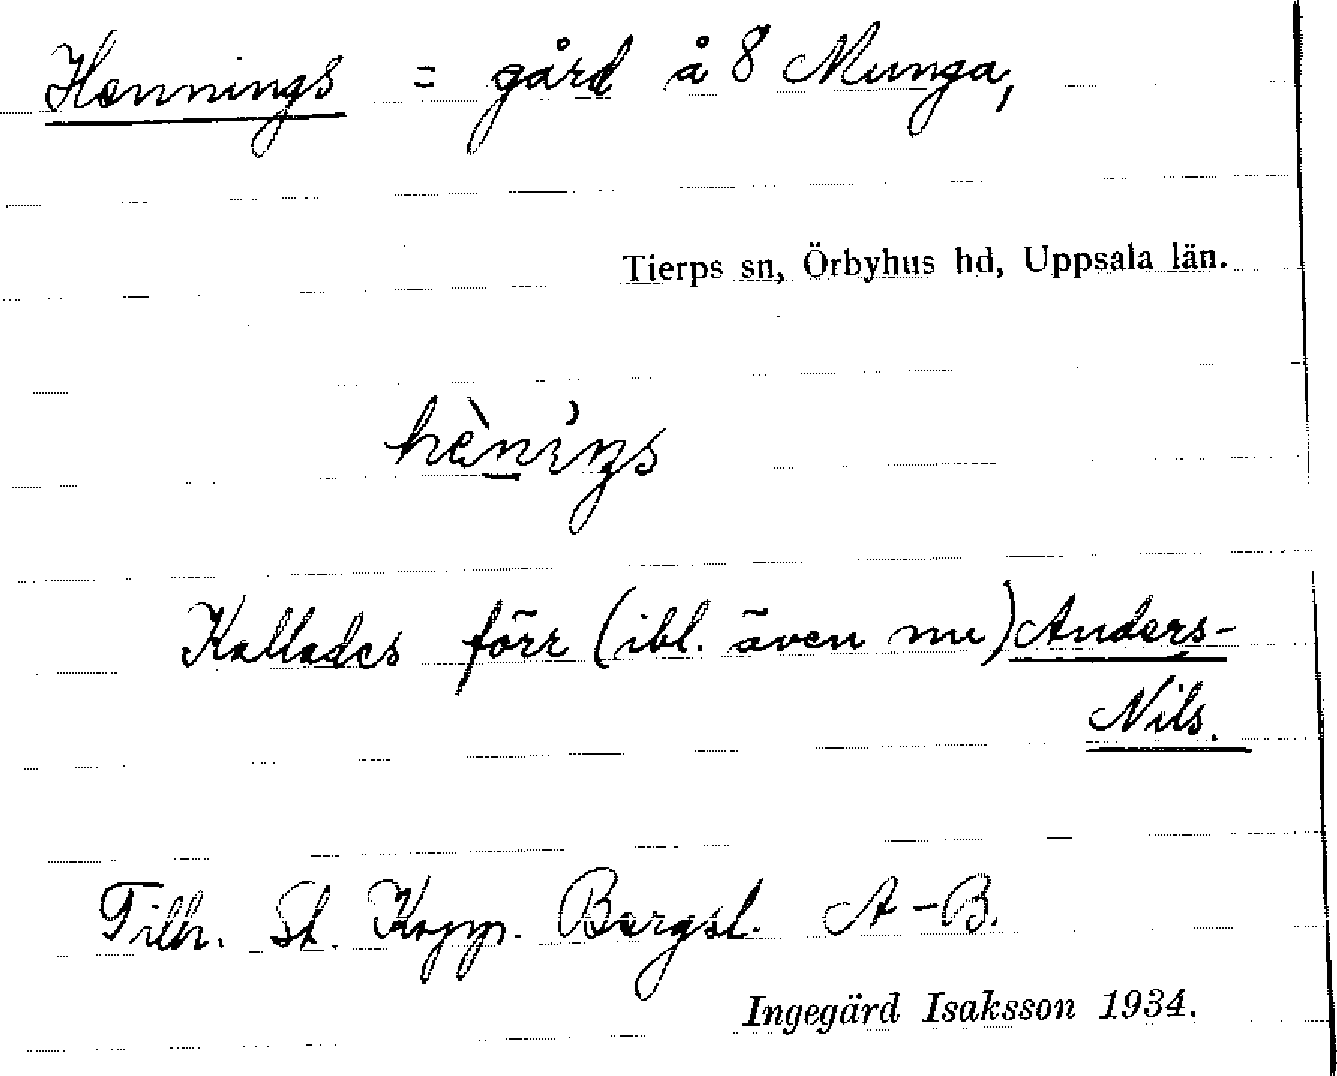 Hennings = gård å 8 Munga,
Tierps sn, Örbyhus hd, Uppsala län.
hèniŋs
Kallades förr (ibl. även nu) Anders-
Nils.
Tillh. St. Kopp. Bergsl. A-B.
Ingegärd Isaksson 1934.